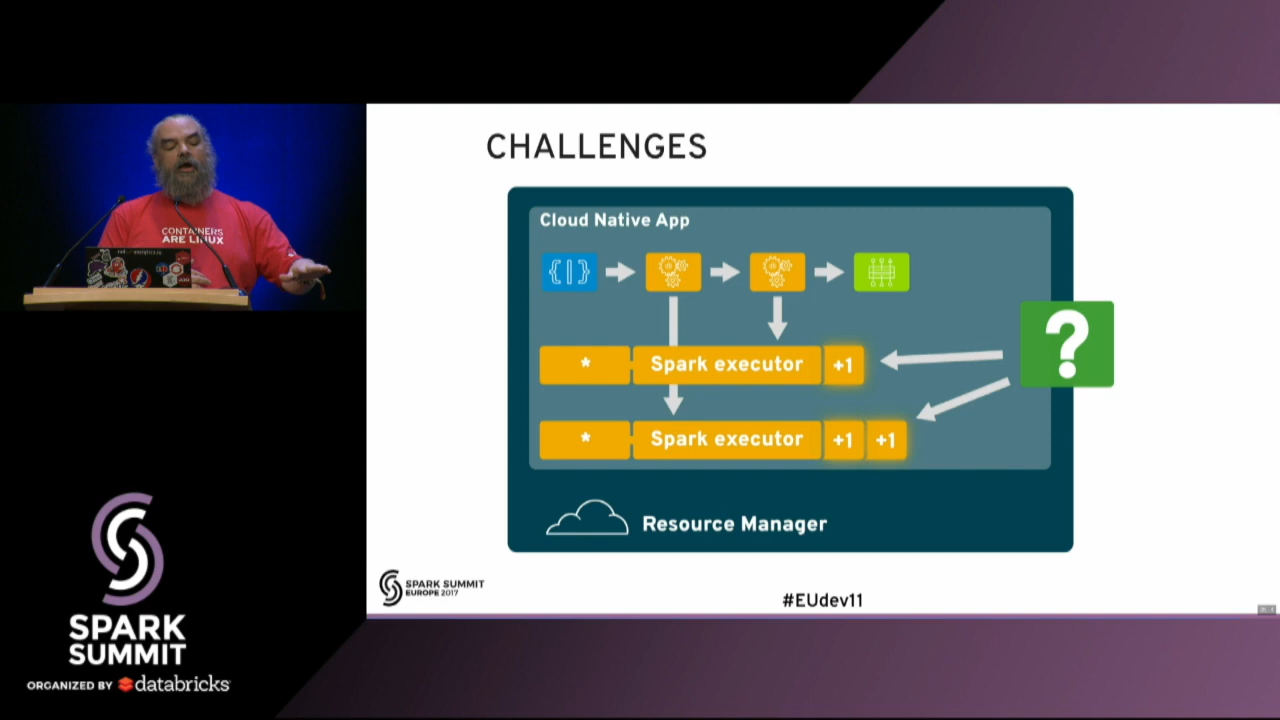 CHALLENGES
Cloud Native App
{|}
?
* Spark executor +1
* Spark executor +1 +1
Resource Manager
SPARK SUMMIT
EUROPE 2017
#EUdev11
CONTAINERS
ARE LINUX
SPARK
SUMMIT
ORGANIZED BY databricks